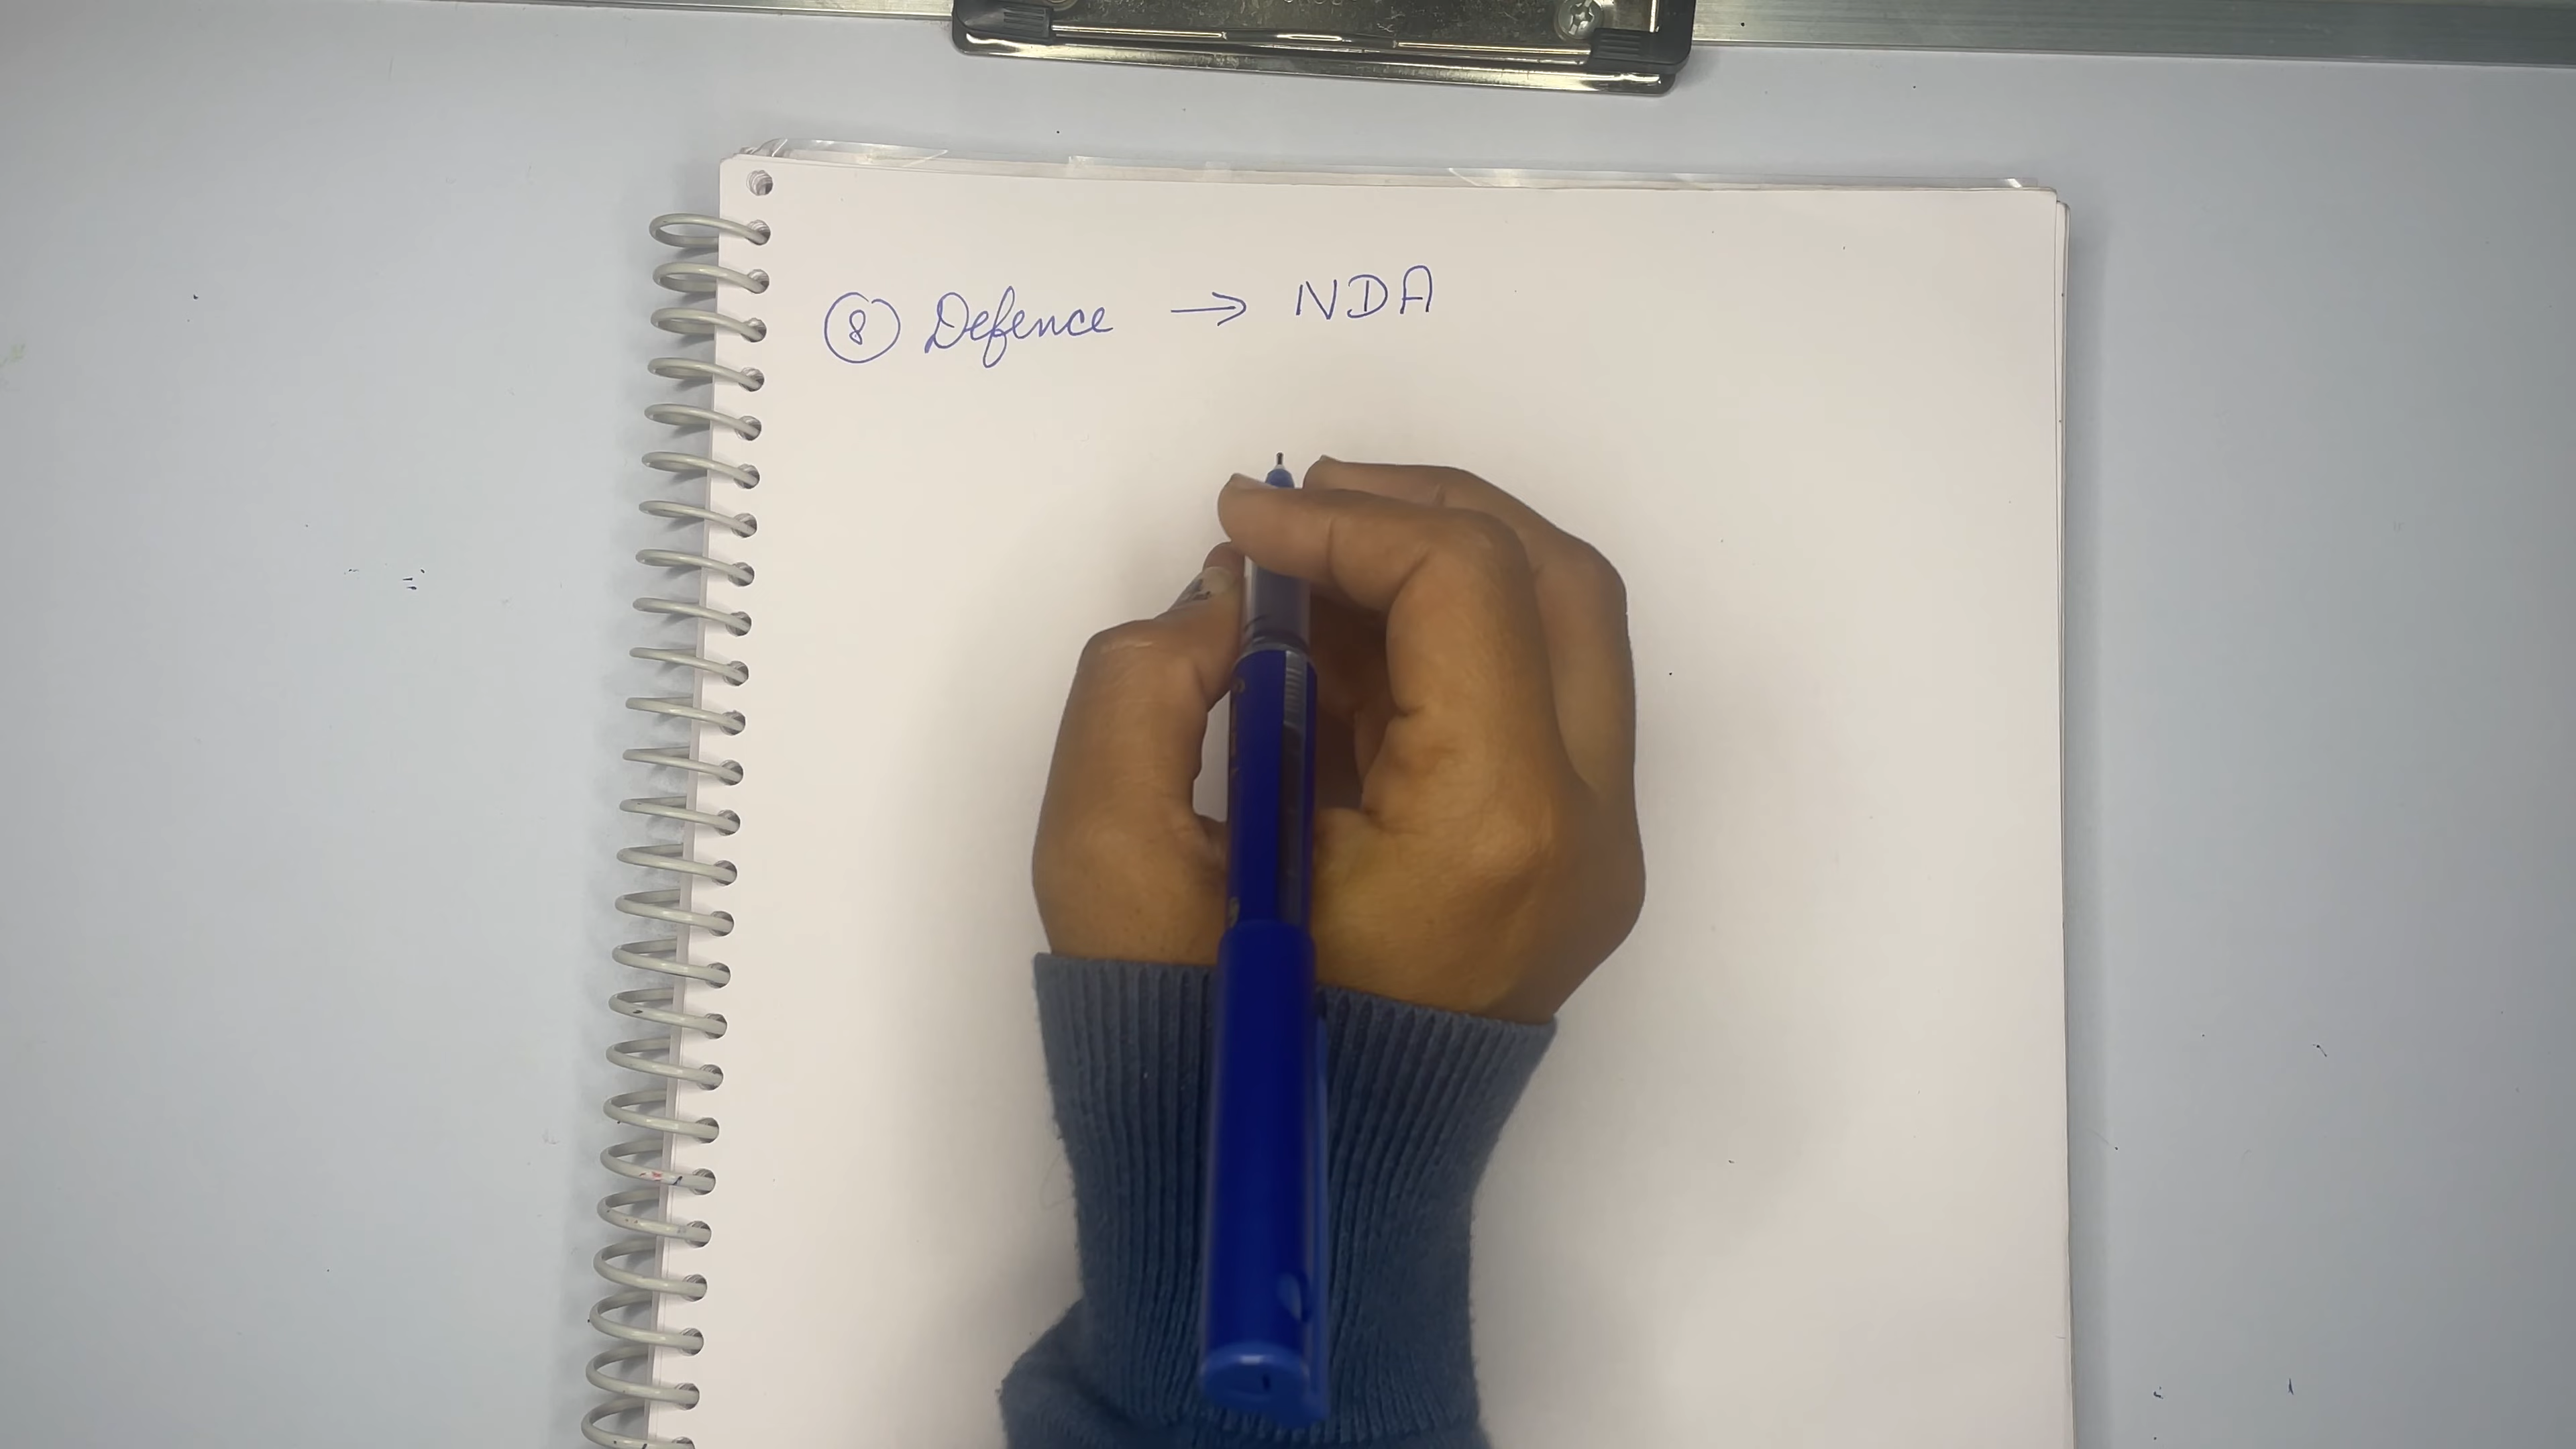 ⑧ Defence → NDA